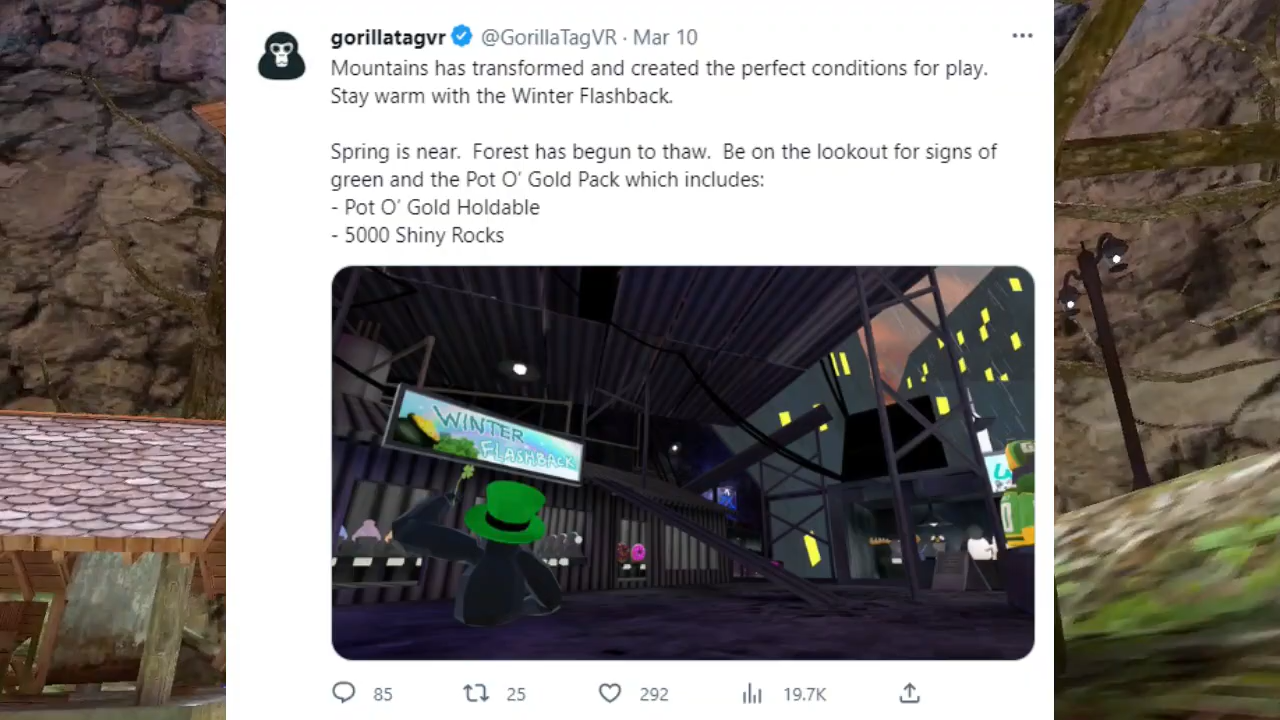 gorillatagvr @GorillaTagVR · Mar 10
Mountains has transformed and created the perfect conditions for play.
Stay warm with the Winter Flashback.
Spring is near.  Forest has begun to thaw.  Be on the lookout for signs of
green and the Pot O’ Gold Pack which includes:
- Pot O’ Gold Holdable
- 5000 Shiny Rocks
WINTER
FLASHBACK
85 25 292 19.7K